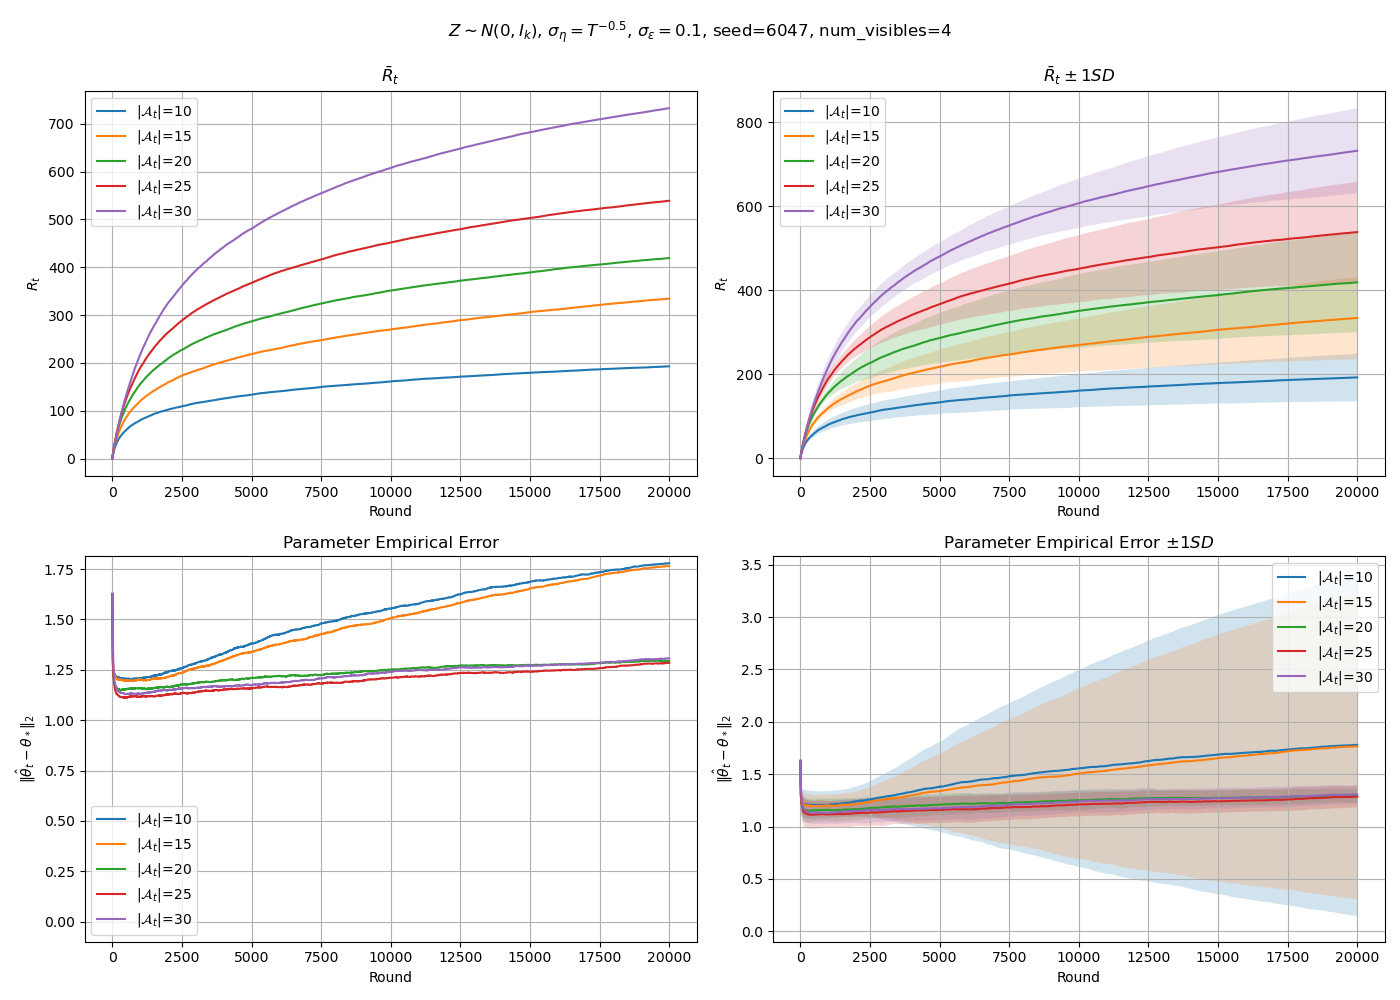 Z ∼ N(0, I_k), σ_η = T^{−0.5}, σ_ε = 0.1, seed=6047, num_visibles=4
R̄_t
R_t
700
600
500
400
300
200
100
0
|𝒜_t|=10
|𝒜_t|=15
|𝒜_t|=20
|𝒜_t|=25
|𝒜_t|=30
0 2500 5000 7500 10000 12500 15000 17500 20000
Round
R̄_t ± 1SD
R_t
800
600
400
200
0
|𝒜_t|=10
|𝒜_t|=15
|𝒜_t|=20
|𝒜_t|=25
|𝒜_t|=30
0 2500 5000 7500 10000 12500 15000 17500 20000
Round
Parameter Empirical Error
‖θ̂_t − θ_*‖_2
1.75
1.50
1.25
1.00
0.75
0.50
0.25
0.00
|𝒜_t|=10
|𝒜_t|=15
|𝒜_t|=20
|𝒜_t|=25
|𝒜_t|=30
0 2500 5000 7500 10000 12500 15000 17500 20000
Round
Parameter Empirical Error ±1SD
‖θ̂_t − θ_*‖_2
3.5
3.0
2.5
2.0
1.5
1.0
0.5
0.0
|𝒜_t|=10
|𝒜_t|=15
|𝒜_t|=20
|𝒜_t|=25
|𝒜_t|=30
0 2500 5000 7500 10000 12500 15000 17500 20000
Round